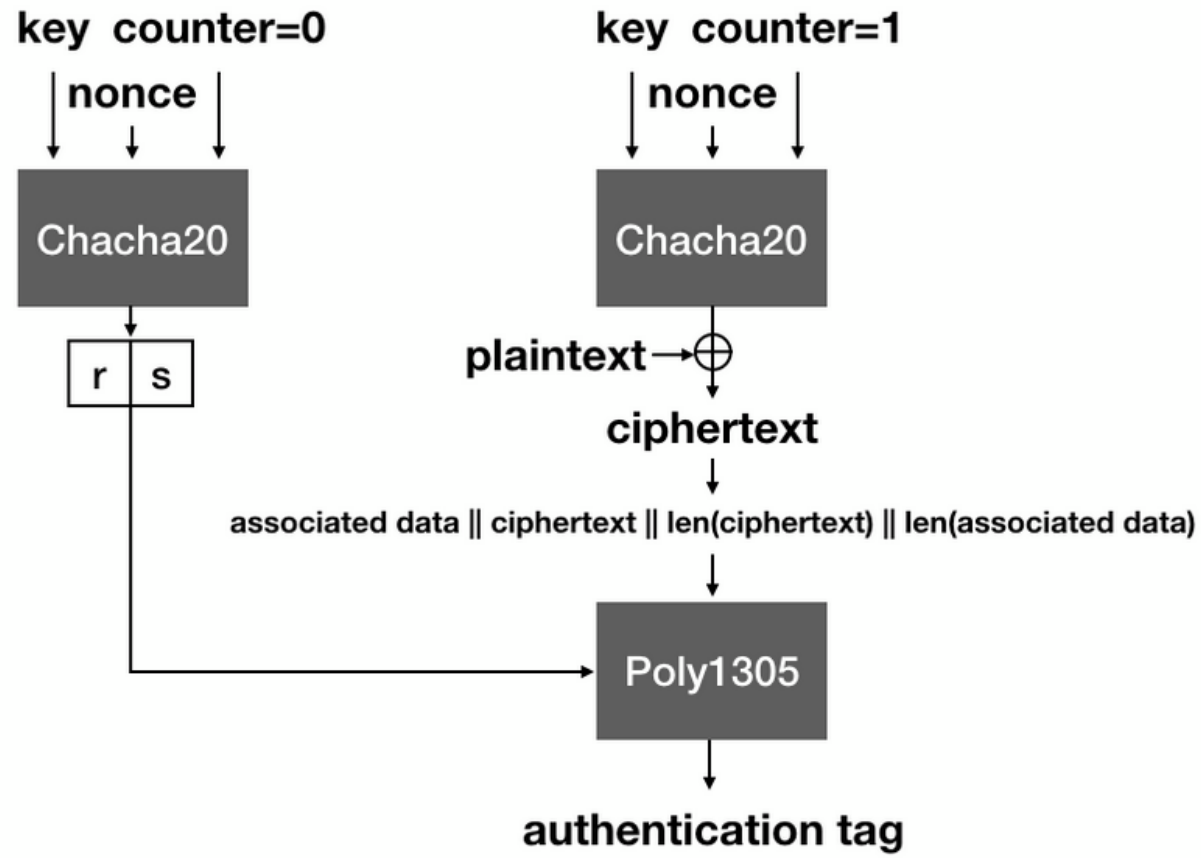 key counter=0
nonce
Chacha20
r s
key counter=1
nonce
Chacha20
plaintext
ciphertext
associated data || ciphertext || len(ciphertext) || len(associated data)
Poly1305
authentication tag